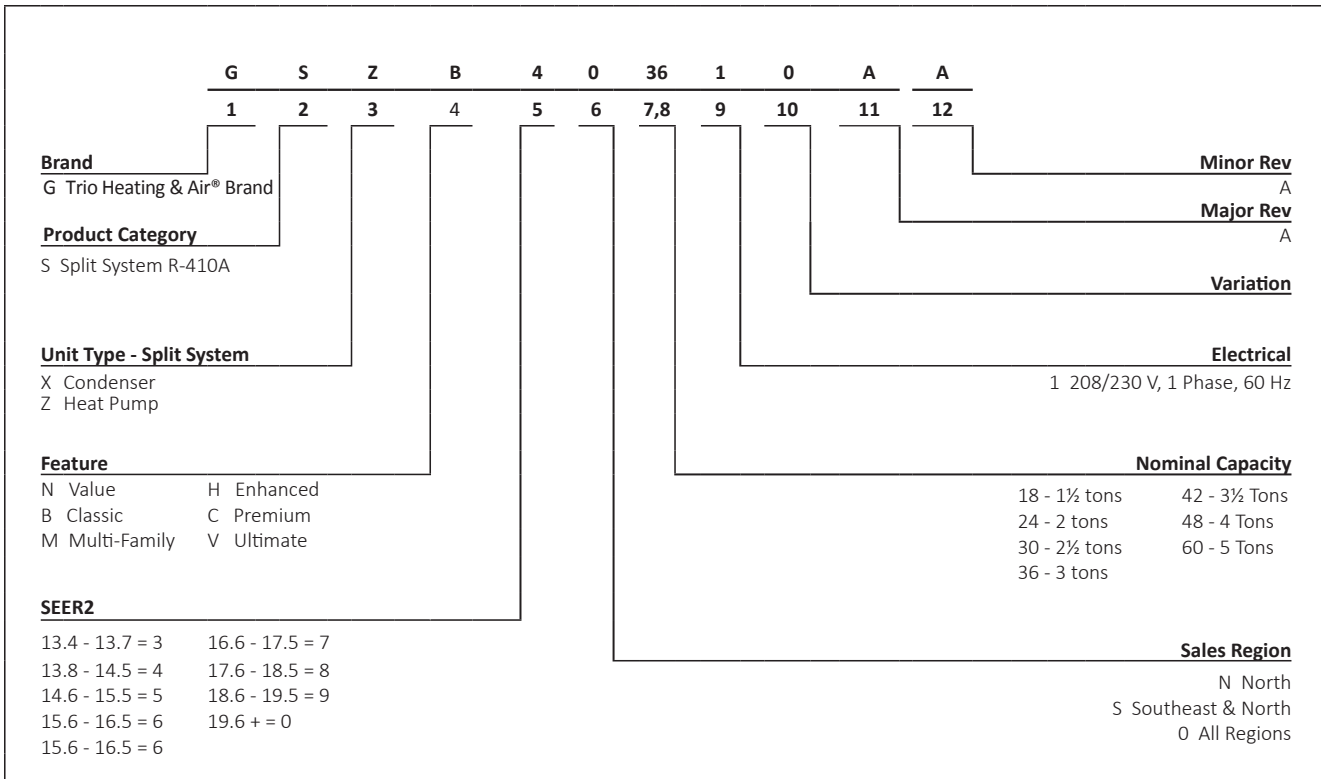 G S Z B 4 0 36 1 0 A A
1 2 3 4 5 6 7,8 9 10 11 12
Brand
G Trio Heating & Air® Brand
Product Category
S Split System R-410A
Unit Type - Split System
X Condenser
Z Heat Pump
Feature
N Value H Enhanced
B Classic C Premium
M Multi-Family V Ultimate
SEER2
13.4 - 13.7 = 3 16.6 - 17.5 = 7
13.8 - 14.5 = 4 17.6 - 18.5 = 8
14.6 - 15.5 = 5 18.6 - 19.5 = 9
15.6 - 16.5 = 6 19.6 + = 0
15.6 - 16.5 = 6
Minor Rev
A
Major Rev
A
Variation
Electrical
1 208/230 V, 1 Phase, 60 Hz
Nominal Capacity
18 - 1½ tons 42 - 3½ Tons
24 - 2 tons 48 - 4 Tons
30 - 2½ tons 60 - 5 Tons
36 - 3 tons
Sales Region
N North
S Southeast & North
0 All Regions